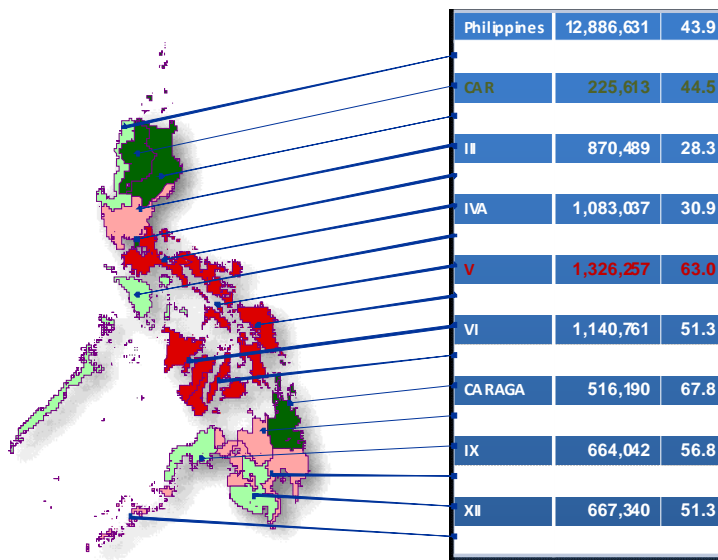 Philippines 12,886,631 43.9
CAR 225,613 44.5
III 870,489 28.3
IVA 1,083,037 30.9
V 1,326,257 63.0
VI 1,140,761 51.3
CARAGA 516,190 67.8
IX 664,042 56.8
XII 667,340 51.3